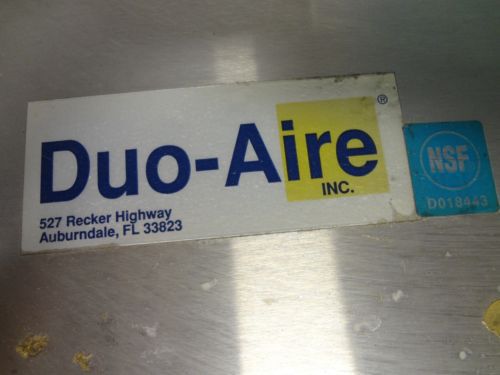 Duo-Aire®
INC.
527 Recker Highway
Auburndale, FL 33823
NSF
D018443